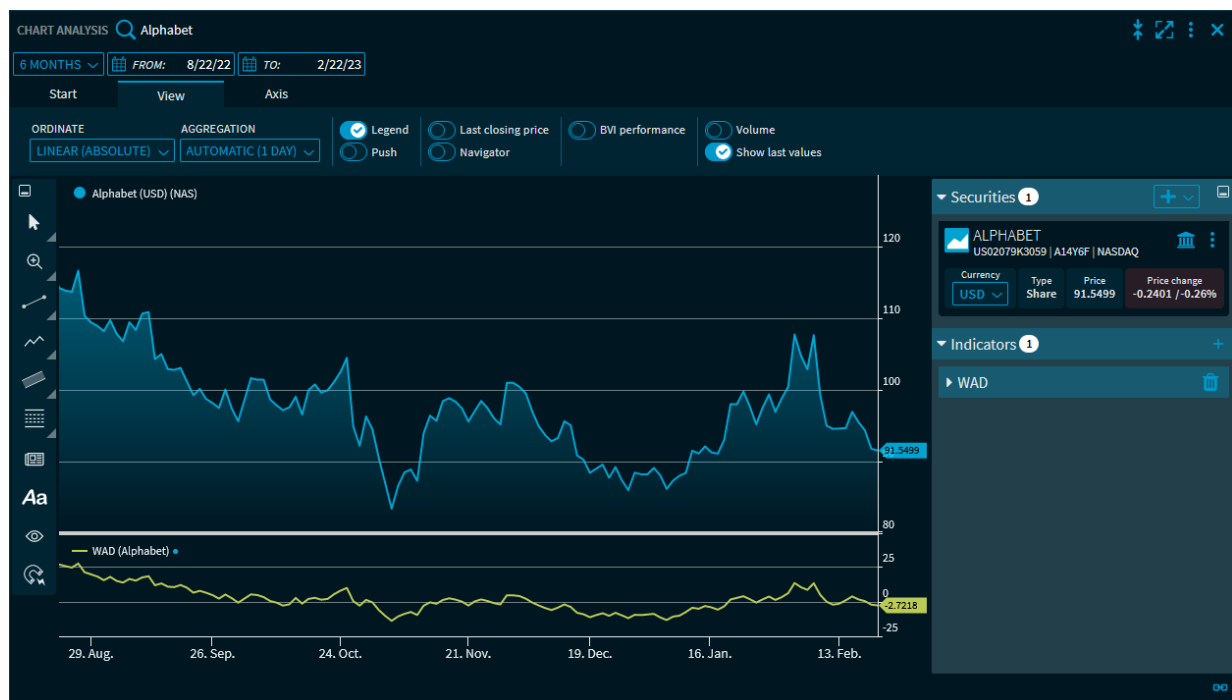 CHART ANALYSIS Alphabet
6 MONTHS FROM: 8/22/22 TO: 2/22/23
Start View Axis
ORDINATE AGGREGATION
LINEAR (ABSOLUTE) AUTOMATIC (1 DAY)
Legend Last closing price BVI performance Volume
Push Navigator Show last values
Alphabet (USD) (NAS)
120
110
100
91.5499
80
WAD (Alphabet)
25
0
-2.7218
-25
29. Aug. 26. Sep. 24. Oct. 21. Nov. 19. Dec. 16. Jan. 13. Feb.
Aa
Securities 1
ALPHABET
US02079K3059 | A14Y6F | NASDAQ
Currency Type Price Price change
USD Share 91.5499 -0.2401 /-0.26%
Indicators 1
WAD